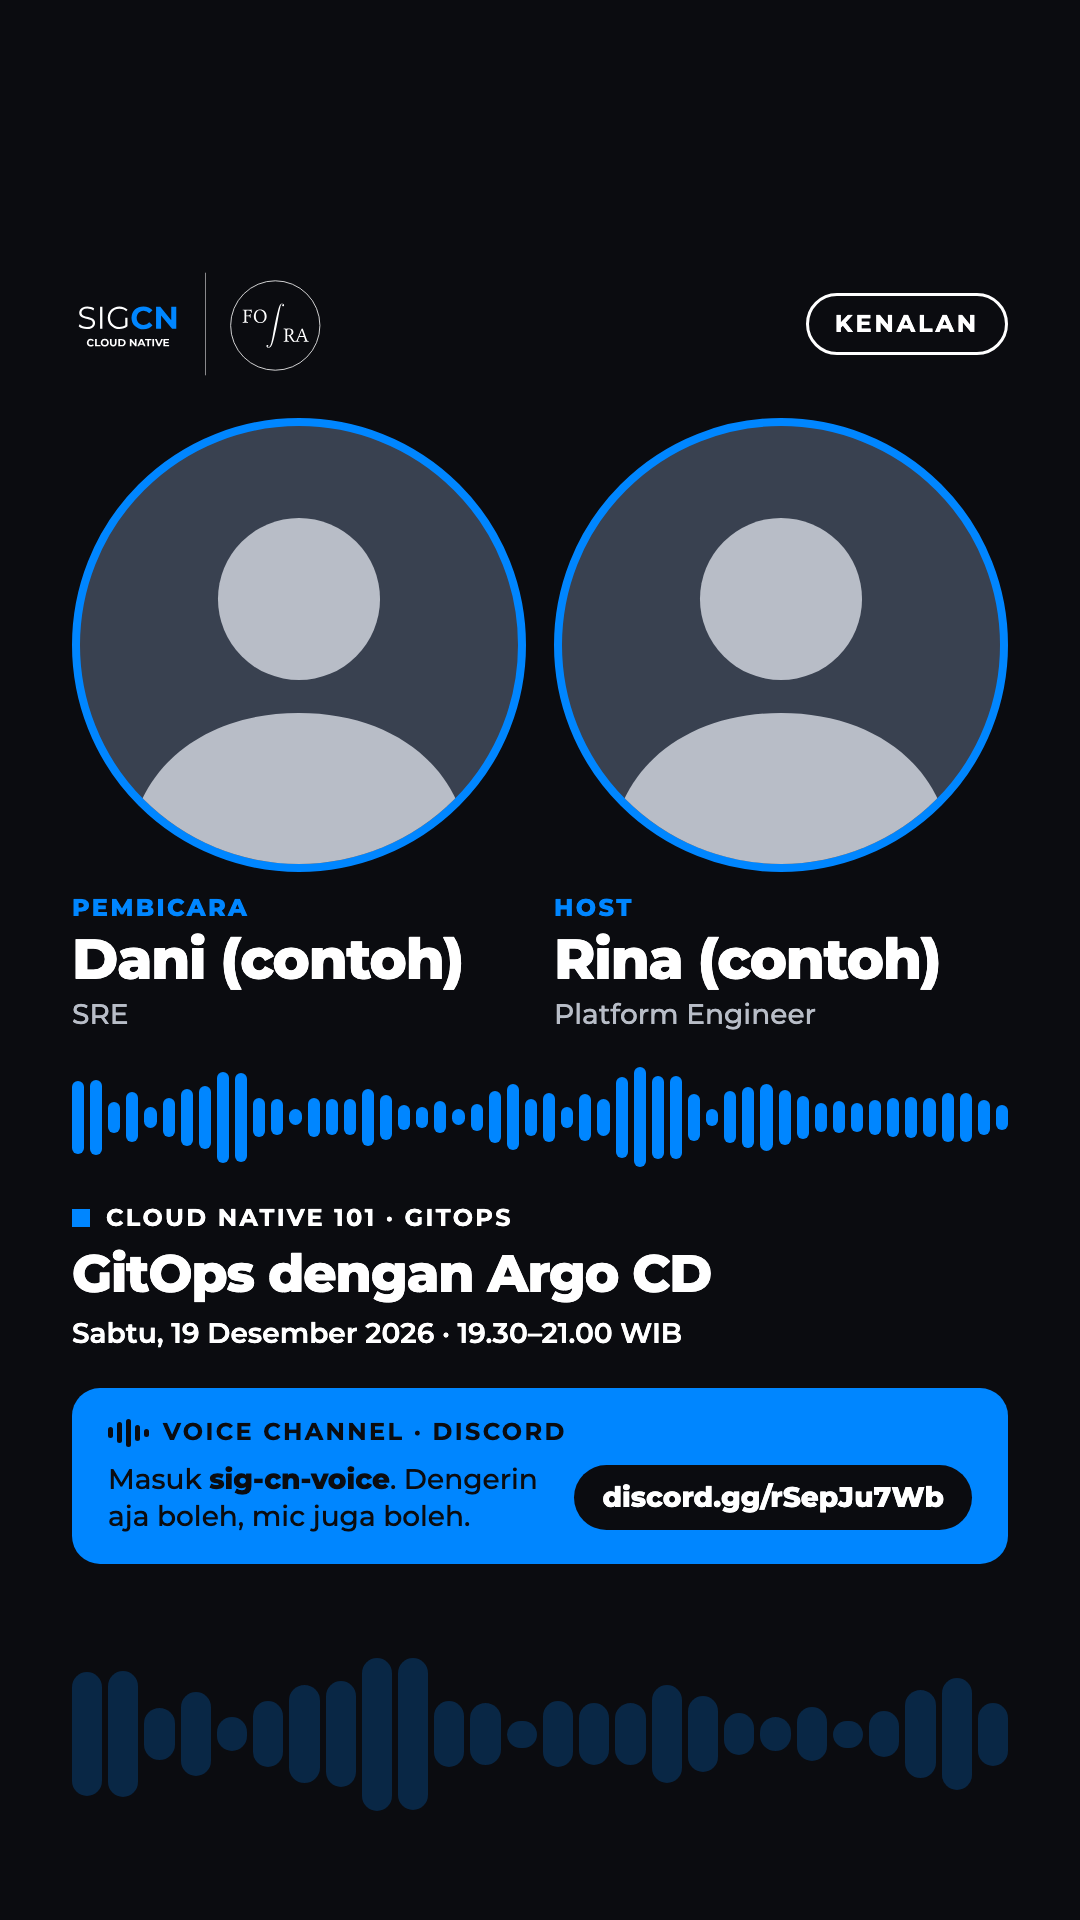 SIGCN
CLOUD NATIVE
FO
RA
KENALAN
PEMBICARA
Dani (contoh)
SRE
HOST
Rina (contoh)
Platform Engineer
CLOUD NATIVE 101 · GITOPS
GitOps dengan Argo CD
Sabtu, 19 Desember 2026 · 19.30–21.00 WIB
VOICE CHANNEL · DISCORD
Masuk sig-cn-voice. Dengerin
aja boleh, mic juga boleh.
discord.gg/rSepJu7Wb